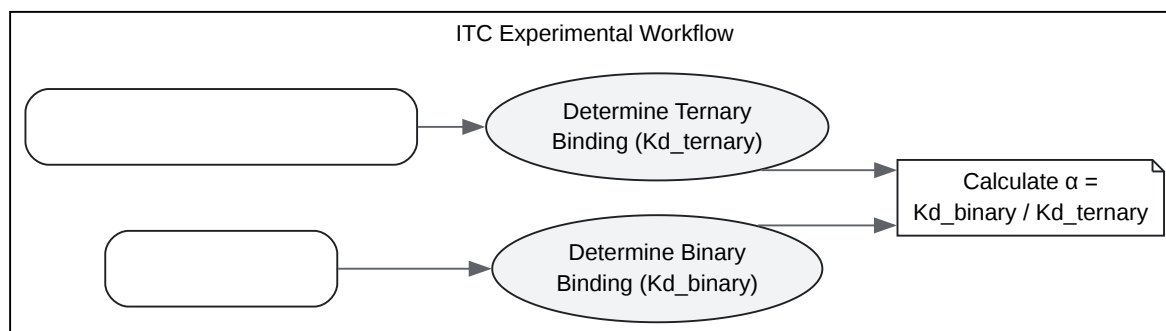 ITC Experimental Workflow
Determine Ternary
Binding (Kd_ternary)
Calculate α =
Kd_binary / Kd_ternary
Determine Binary
Binding (Kd_binary)